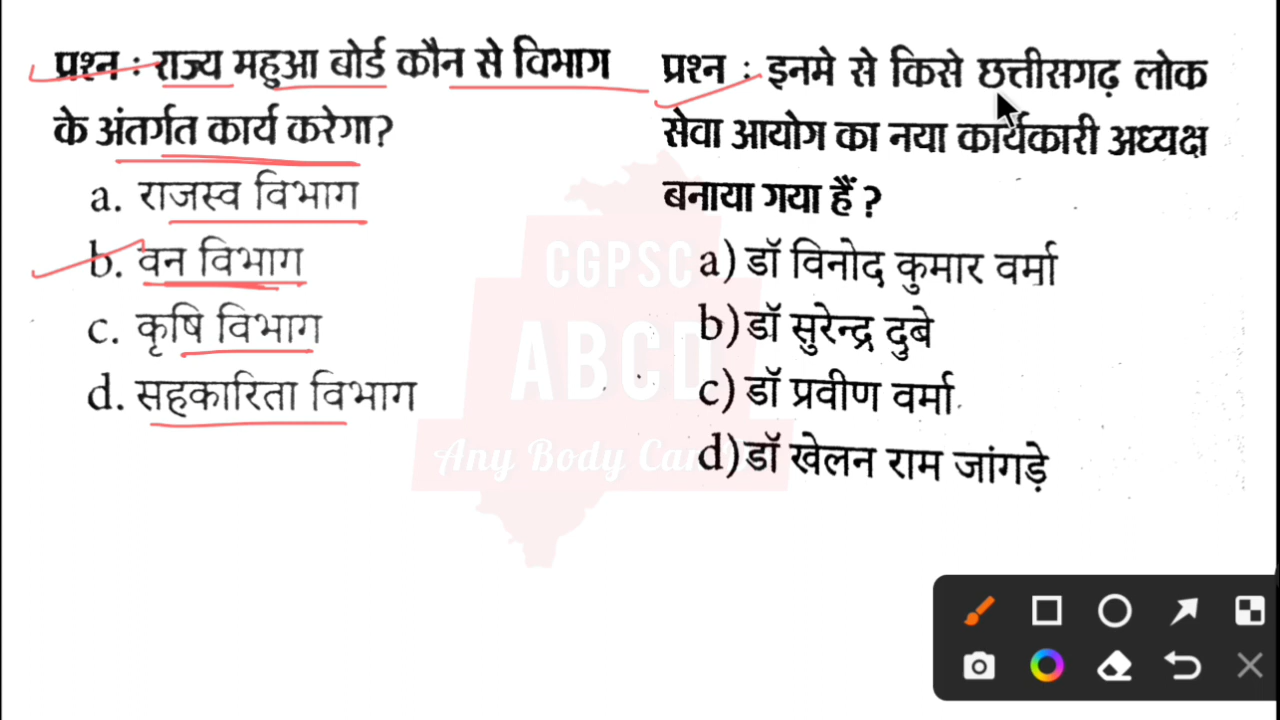 प्रश्न : राज्य महुआ बोर्ड कौन से विभाग
के अंतर्गत कार्य करेगा?
a. राजस्व विभाग
b. वन विभाग
c. कृषि विभाग
d. सहकारिता विभाग
प्रश्न : इनमे से किसे छत्तीसगढ़ लोक
सेवा आयोग का नया कार्यकारी अध्यक्ष
बनाया गया हैं ?
a) डॉ विनोद कुमार वर्मा
b) डॉ सुरेन्द्र दुबे
c) डॉ प्रवीण वर्मा
d) डॉ खेलन राम जांगड़े
CGPSC
ABCD
Any Body Can